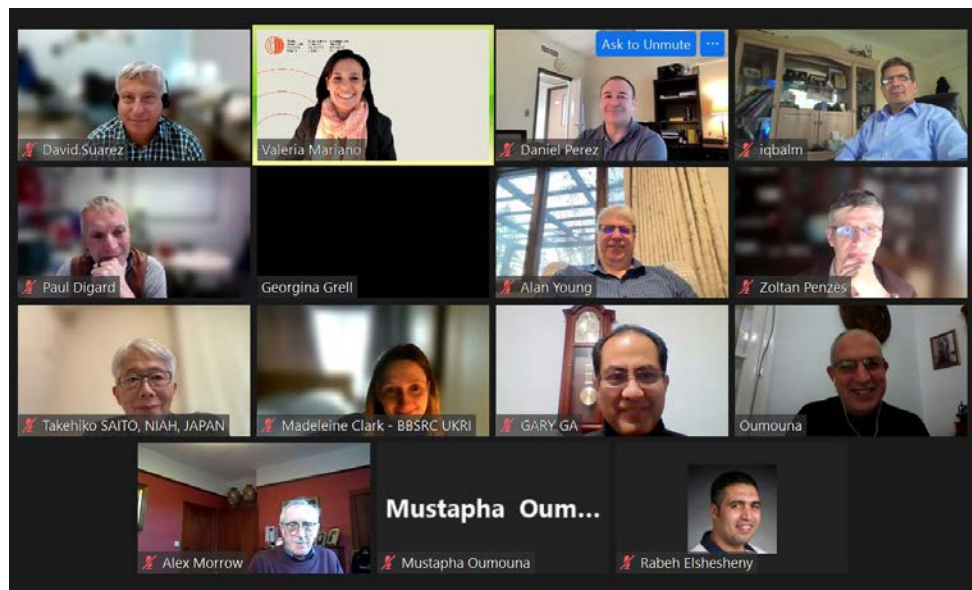 Ask to Unmute ...
David.Suarez
Valeria Mariano
Daniel Perez
iqbalm
Paul Digard
Georgina Grell
Alan Young
Zoltan Penzes
Takehiko SAITO, NIAH, JAPAN
Madeleine Clark - BBSRC UKRI
GARY GA
Oumouna
Mustapha Oum...
Alex Morrow
Mustapha Oumouna
Rabeh Elshesheny